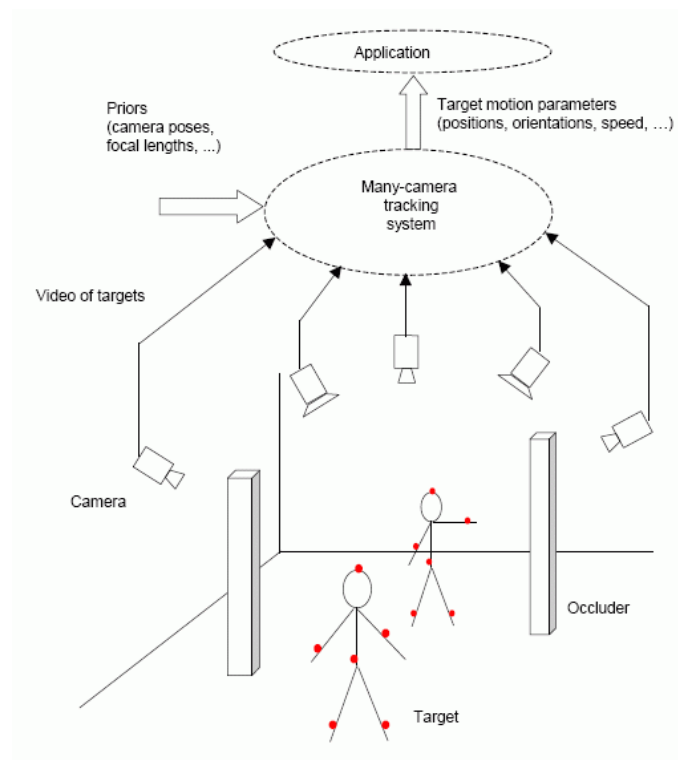 Application
Priors
(camera poses,
focal lengths, ...)
Target motion parameters
(positions, orientations, speed, …)
Many-camera
tracking
system
Video of targets
Camera
Occluder
Target